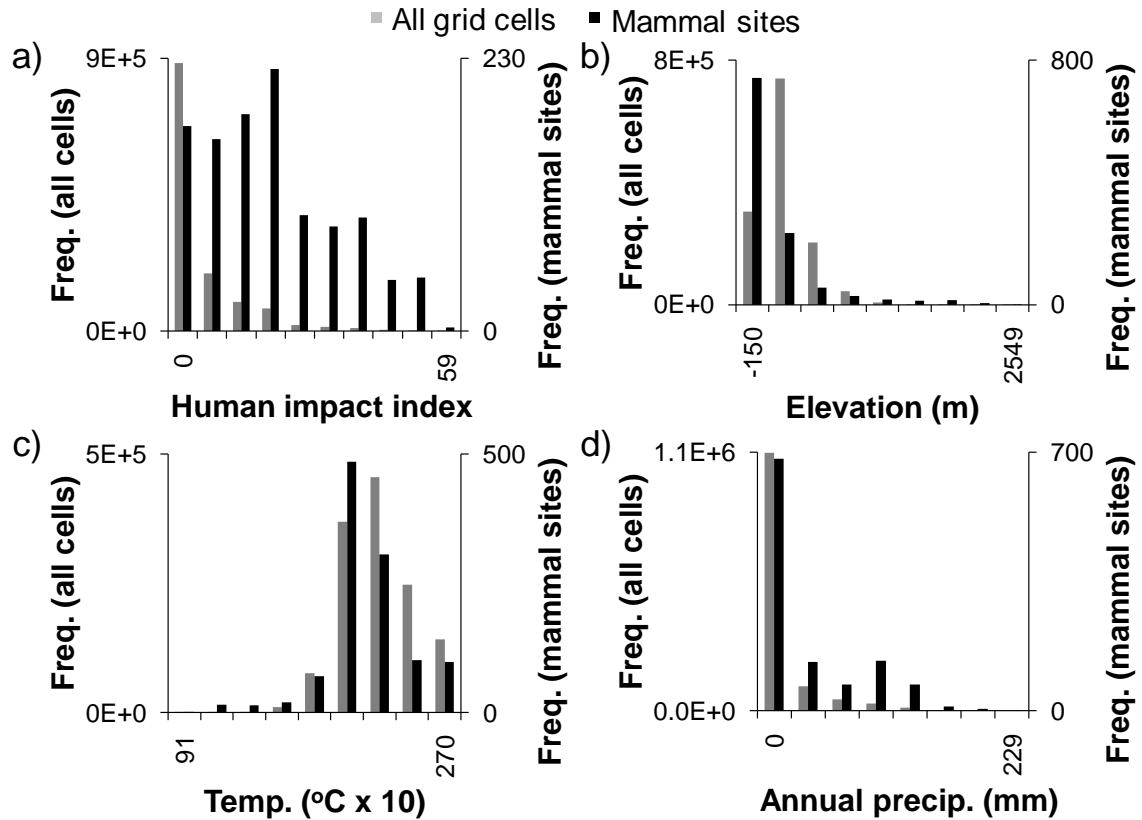 All grid cells Mammal sites
a)
9E+5
0E+0
Freq. (all cells)
230
0
Freq. (mammal sites)
0
59
Human impact index
b)
8E+5
0E+0
Freq. (all cells)
800
0
Freq. (mammal sites)
-150
2549
Elevation (m)
c)
5E+5
0E+0
Freq. (all cells)
500
0
Freq. (mammal sites)
91
270
Temp. (ºC x 10)
d)
1.1E+6
0.0E+0
Freq. (all cells)
700
0
Freq. (mammal sites)
0
229
Annual precip. (mm)